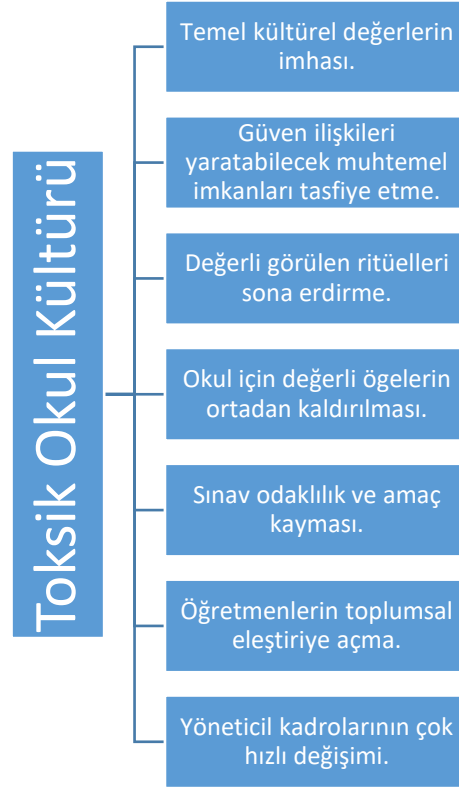 Toksik Okul Kültürü
Temel kültürel değerlerin
imhası.
Güven ilişkileri
yaratabilecek muhtemel
imkanları tasfiye etme.
Değerli görülen ritüelleri
sona erdirme.
Okul için değerli ögelerin
ortadan kaldırılması.
Sınav odaklılık ve amaç
kayması.
Öğretmenlerin toplumsal
eleştiriye açma.
Yöneticil kadrolarının çok
hızlı değişimi.